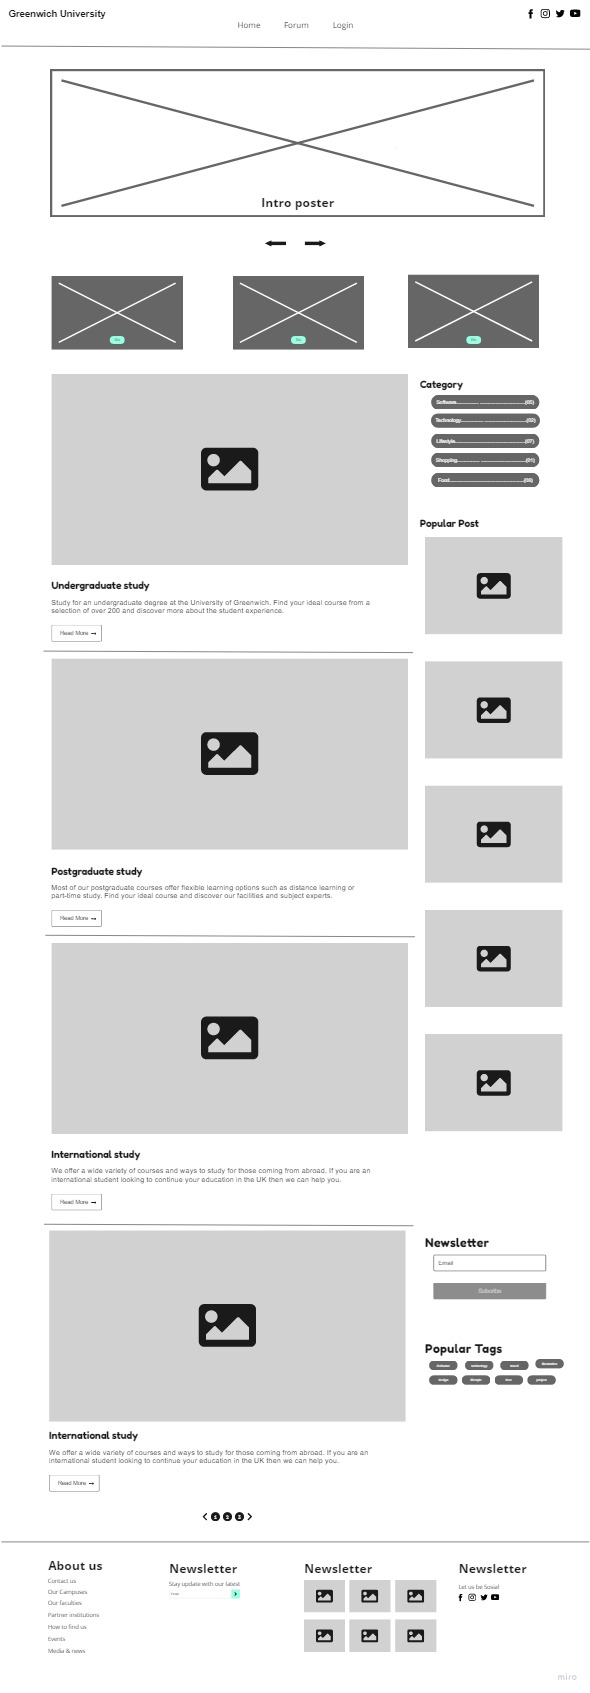 Greenwich University
Home Forum Login
Intro poster
Category
Software (05)
Technology (02)
Lifestyle (07)
Shopping (01)
Food (08)
Popular Post
Undergraduate study
Study for an undergraduate degree at the University of Greenwich. Find your ideal course from a
selection of over 200 and discover more about the student experience.
Read More
Postgraduate study
Most of our postgraduate courses offer flexible learning options such as distance learning or
part-time study. Find your ideal course and discover our facilities and subject experts.
Read More
International study
We offer a wide variety of courses and ways to study for those coming from abroad. If you are an
international student looking to continue your education in the UK then we can help you.
Read More
Newsletter
Email
Popular Tags
technology
design lifestyle
International study
We offer a wide variety of courses and ways to study for those coming from abroad. If you are an
international student looking to continue your education in the UK then we can help you.
Read More
1 2 3
About us
Contact us
Our Campuses
Our faculties
Partner institutions
How to find us
Events
Media & news
Newsletter
Stay update with our latest
Newsletter
Newsletter
Let us be Sosial
miro